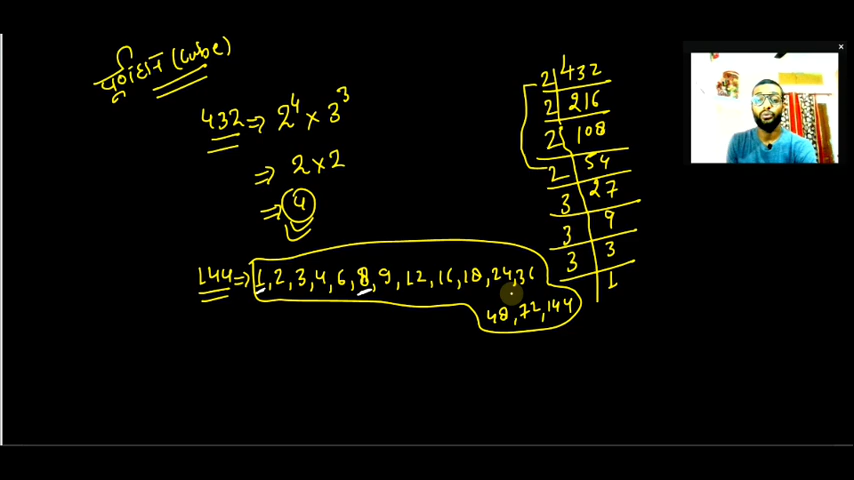 पूर्ण घन (Cube)
432 ⇒ 2⁴ × 3³
⇒ 2 × 2
⇒ 4
144 ⇒ 1, 2, 3, 4, 6, 8, 9, 12, 16, 18, 24, 36
48, 72, 144
2 | 432
2 | 216
2 | 108
2 | 54
3 | 27
3 | 9
3 | 3
1